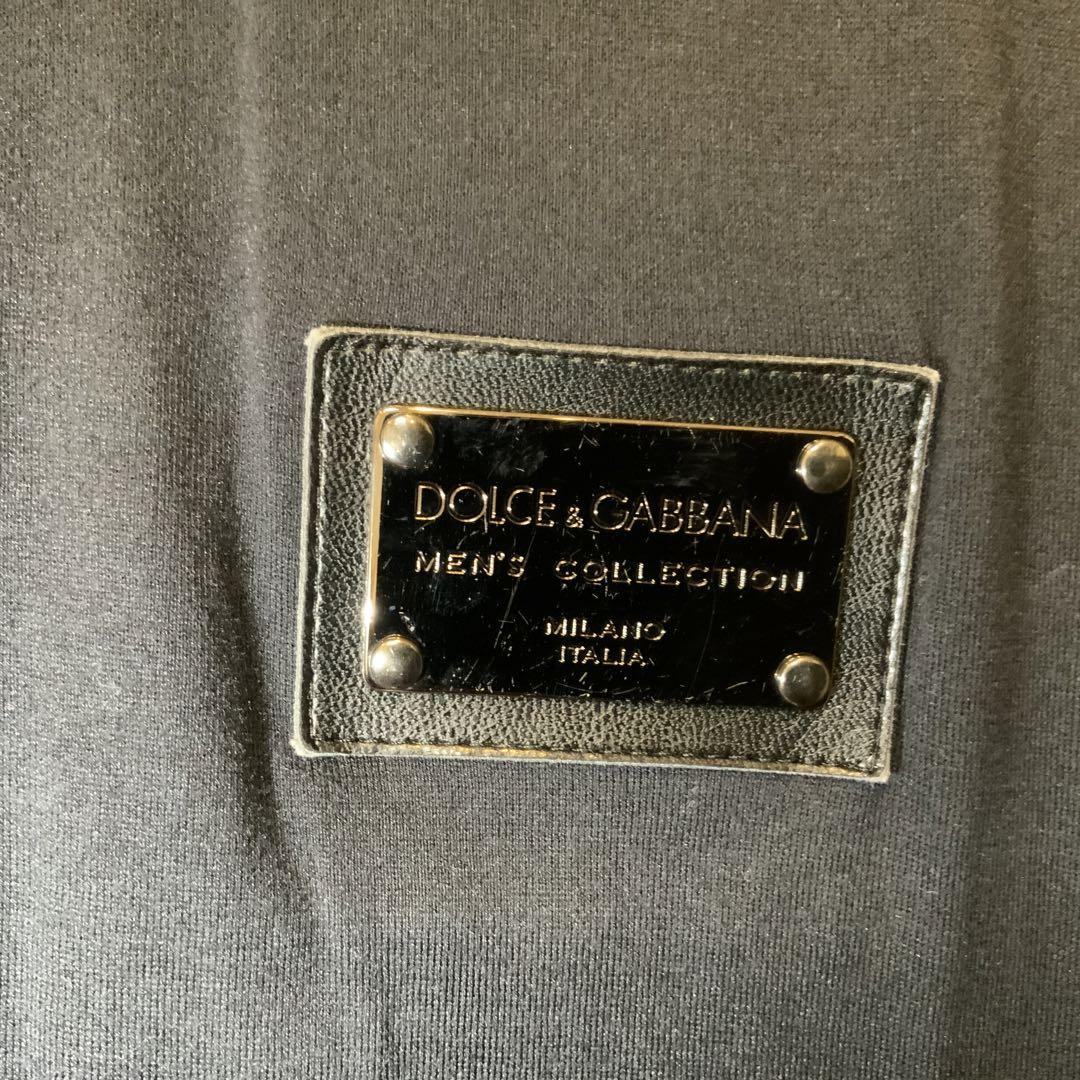 DOLCE & GABBANA
MEN'S COLLECTION
MILANO
ITALIA